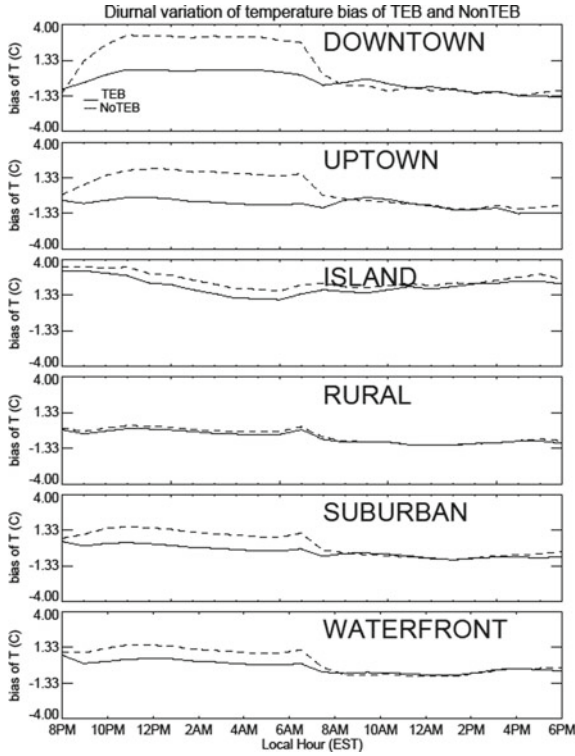 Diurnal variation of temperature bias of TEB and NonTEB
4.00
1.33
-1.33
-4.00
bias of T (C)
DOWNTOWN
TEB
NoTEB
4.00
1.33
-1.33
-4.00
bias of T (C)
UPTOWN
4.00
1.33
-1.33
-4.00
bias of T (C)
ISLAND
4.00
1.33
-1.33
-4.00
bias of T (C)
RURAL
4.00
1.33
-1.33
-4.00
bias of T (C)
SUBURBAN
4.00
1.33
-1.33
-4.00
bias of T (C)
WATERFRONT
8PM 10PM 12PM 2AM 4AM 6AM 8AM 10AM 12AM 2PM 4PM 6PM
Local Hour (EST)